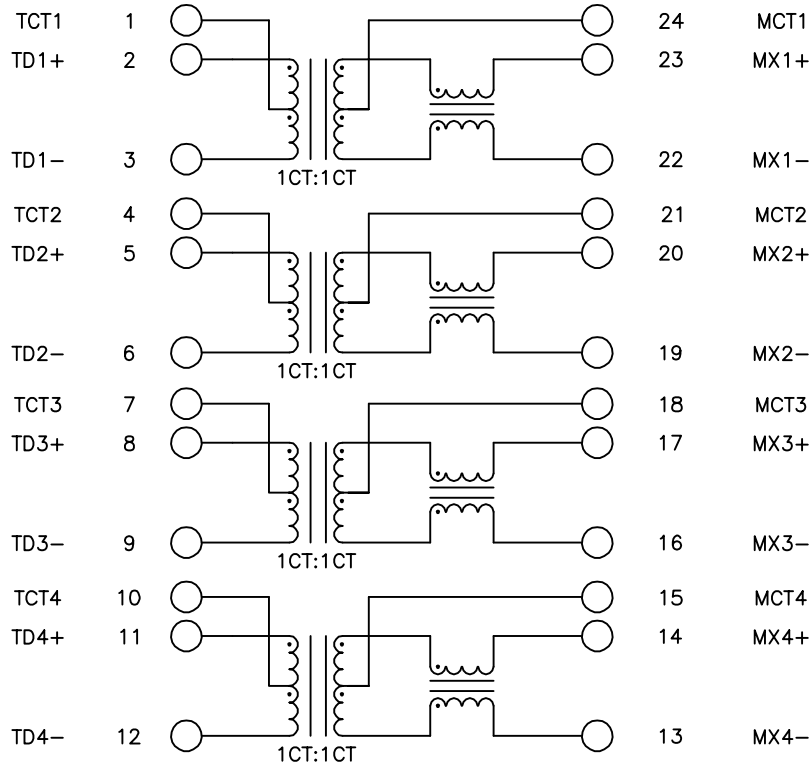 TCT1 1 24 MCT1
TD1+ 2 23 MX1+
TD1− 3 22 MX1−
1CT:1CT
TCT2 4 21 MCT2
TD2+ 5 20 MX2+
TD2− 6 19 MX2−
1CT:1CT
TCT3 7 18 MCT3
TD3+ 8 17 MX3+
TD3− 9 16 MX3−
1CT:1CT
TCT4 10 15 MCT4
TD4+ 11 14 MX4+
TD4− 12 13 MX4−
1CT:1CT